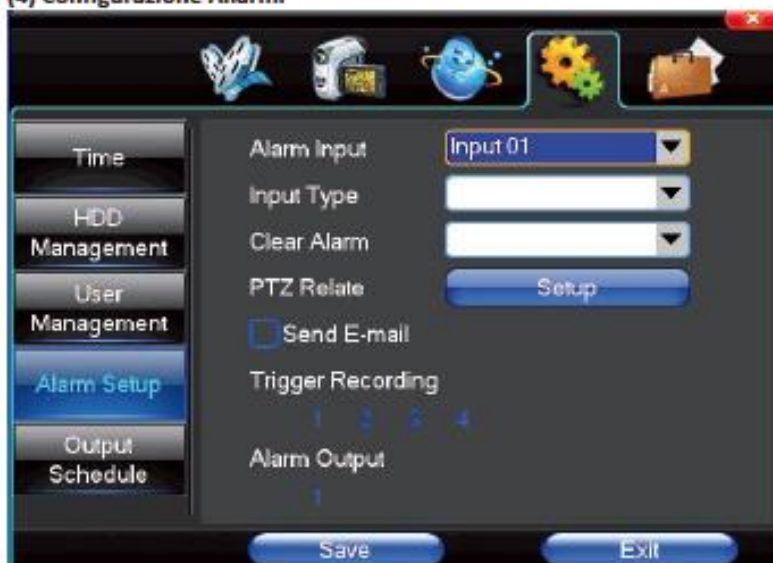 (4) Configurazione Allarmi
Time
HDD
Management
User
Management
Alarm Setup
Output
Schedule
Alarm Input
Input 01
Input Type
Clear Alarm
PTZ Relate
Setup
Send E-mail
Trigger Recording
1 2 3 4
Alarm Output
1
Save
Exit